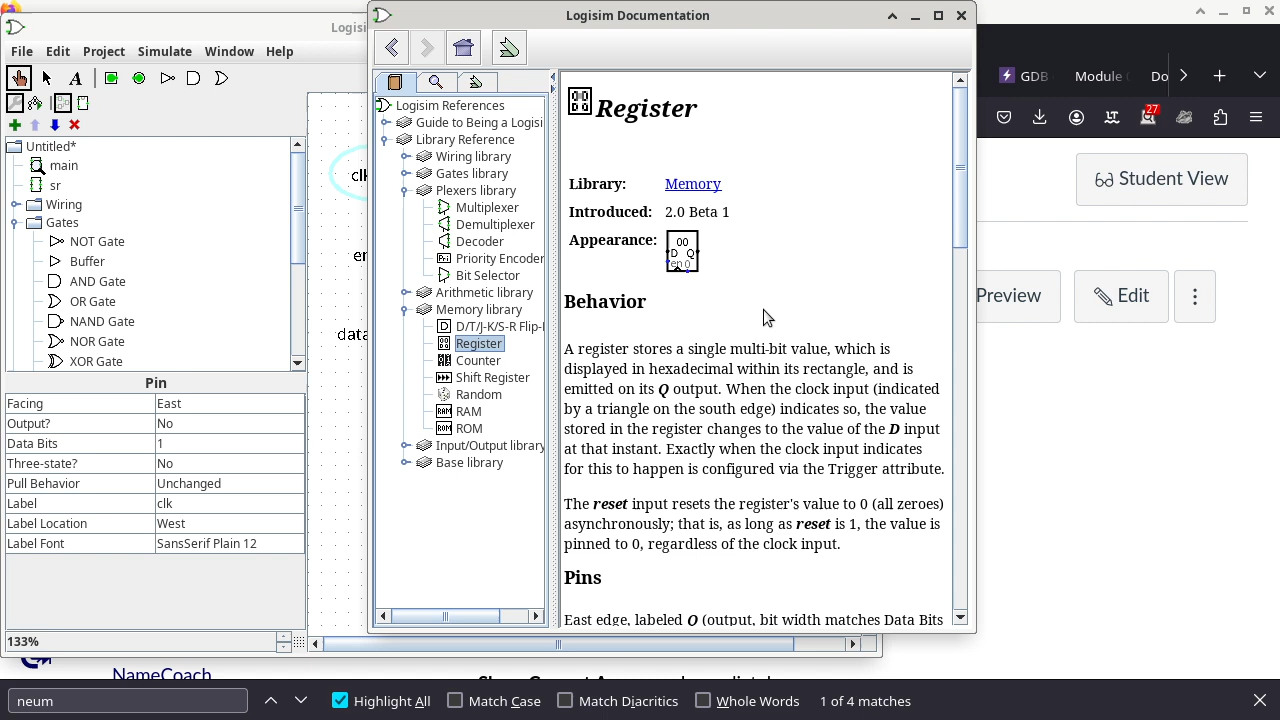 Logisim Documentation
Logisi
File Edit Project Simulate Window Help
A
GDB
Module
Do
27
Untitled*
main
sr
Wiring
Gates
NOT Gate
Buffer
AND Gate
OR Gate
NAND Gate
NOR Gate
XOR Gate
Pin
Facing East
Output? No
Data Bits 1
Three-state? No
Pull Behavior Unchanged
Label clk
Label Location West
Label Font SansSerif Plain 12
133%
clk
en
data
Logisim References
Guide to Being a Logisi
Library Reference
Wiring library
Gates library
Plexers library
Multiplexer
Demultiplexer
Decoder
Priority Encoder
Bit Selector
Arithmetic library
Memory library
D/T/J-K/S-R Flip-
Register
Counter
Shift Register
Random
RAM
ROM
Input/Output library
Base library
Register
Library: Memory
Introduced: 2.0 Beta 1
Appearance:
00
D Q
en 0
Behavior
A register stores a single multi-bit value, which is
displayed in hexadecimal within its rectangle, and is
emitted on its Q output. When the clock input (indicated
by a triangle on the south edge) indicates so, the value
stored in the register changes to the value of the D input
at that instant. Exactly when the clock input indicates
for this to happen is configured via the Trigger attribute.
The reset input resets the register's value to 0 (all zeroes)
asynchronously; that is, as long as reset is 1, the value is
pinned to 0, regardless of the clock input.
Pins
East edge, labeled Q (output, bit width matches Data Bits
Student View
Preview
Edit
NameCoach
neum
Highlight All
Match Case
Match Diacritics
Whole Words
1 of 4 matches